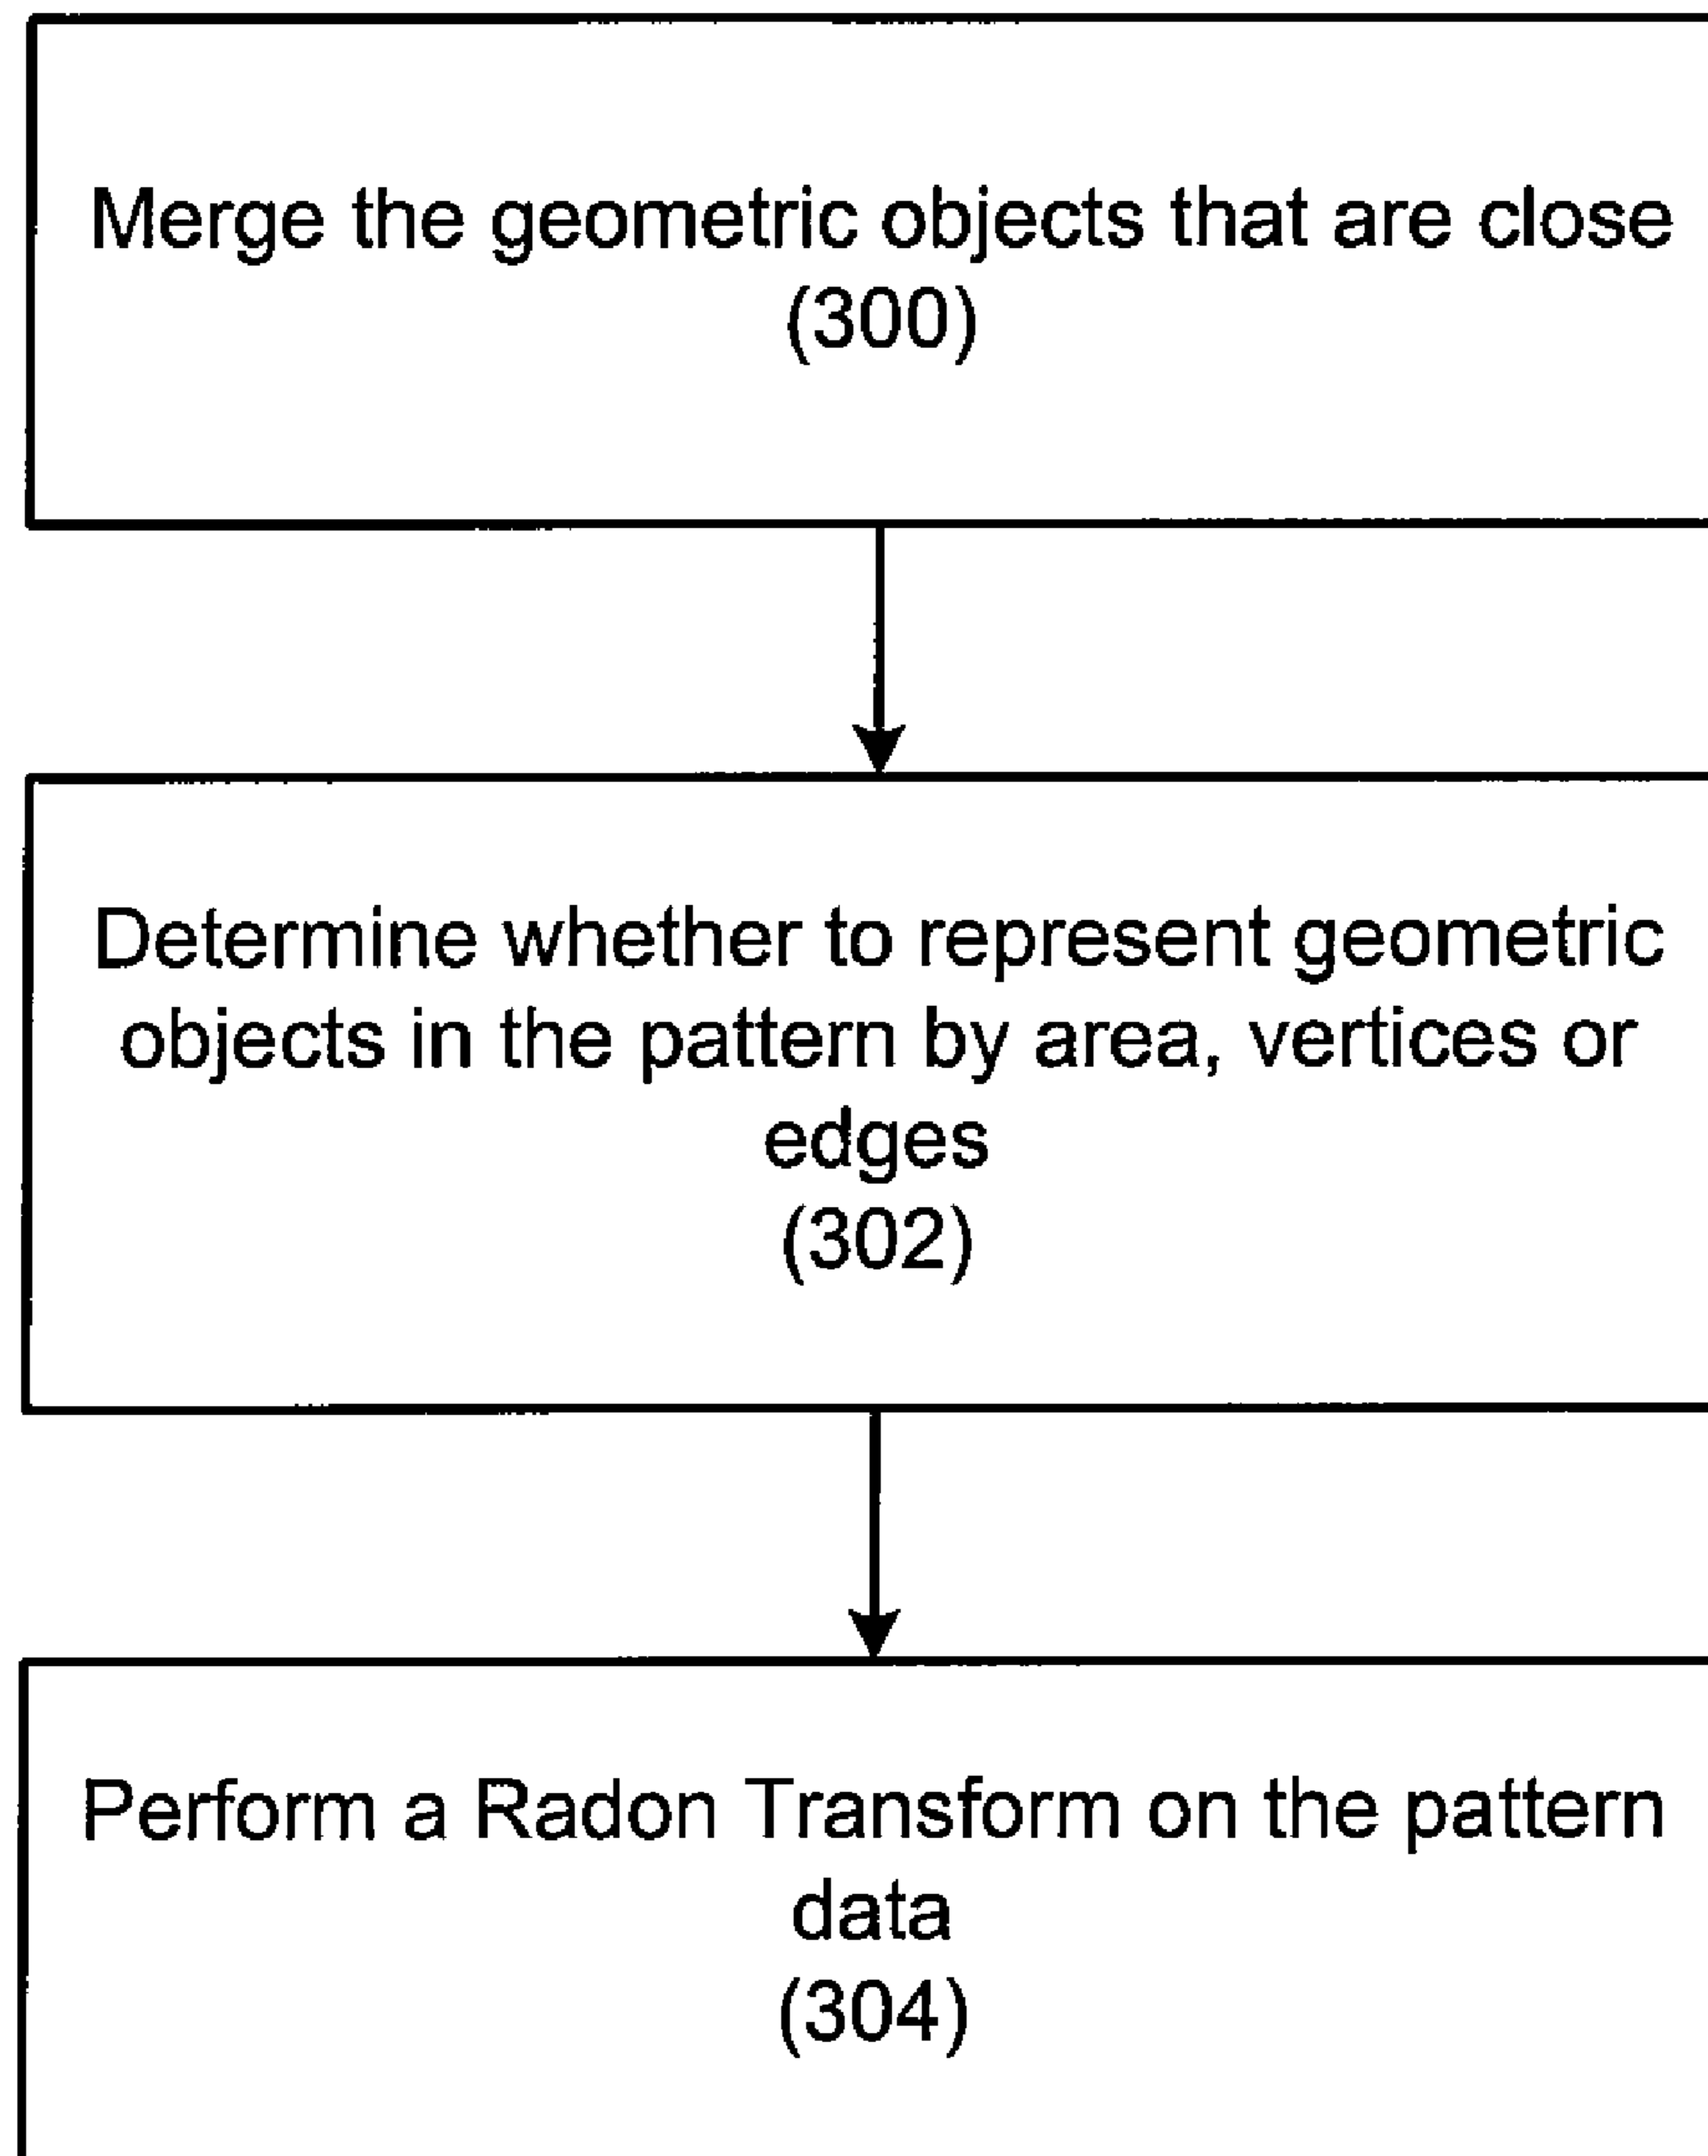 Merge the geometric objects that are close
(300)
Determine whether to represent geometric
objects in the pattern by area, vertices or
edges
(302)
Perform a Radon Transform on the pattern
data
(304)